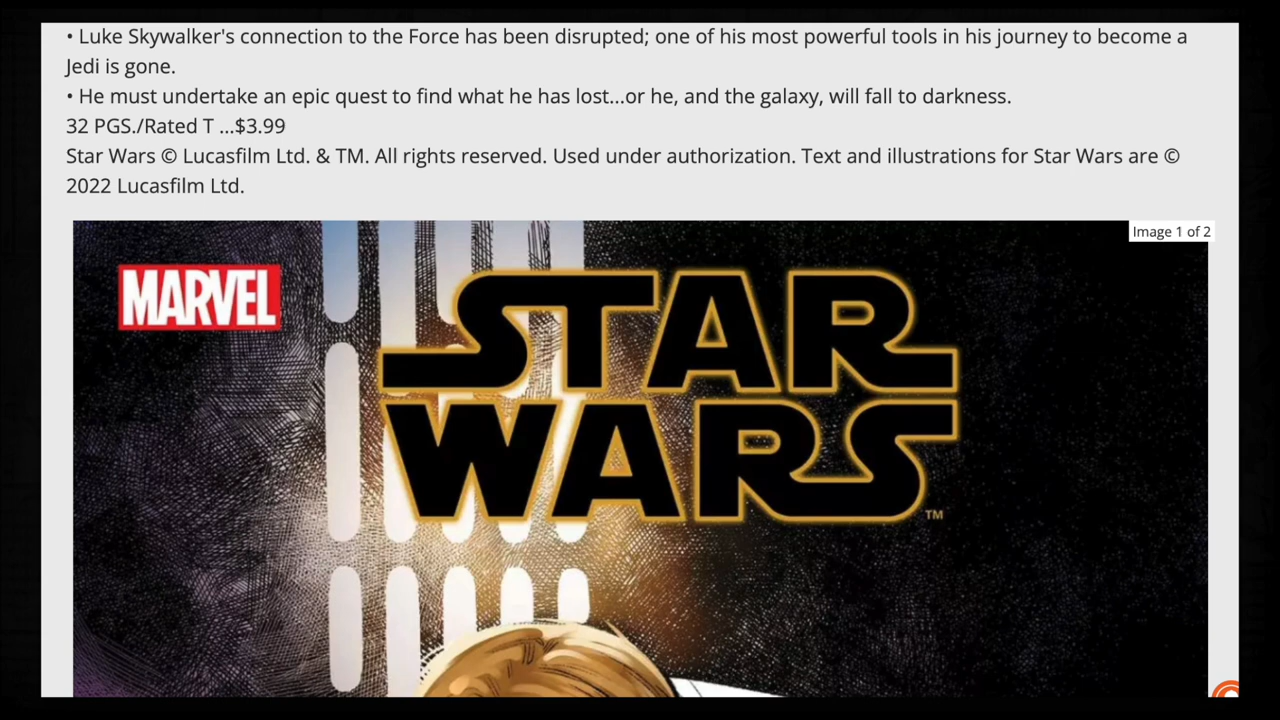 • Luke Skywalker's connection to the Force has been disrupted; one of his most powerful tools in his journey to become a
Jedi is gone.
• He must undertake an epic quest to find what he has lost...or he, and the galaxy, will fall to darkness.
32 PGS./Rated T ...$3.99
Star Wars © Lucasfilm Ltd. & TM. All rights reserved. Used under authorization. Text and illustrations for Star Wars are ©
2022 Lucasfilm Ltd.
Image 1 of 2
MARVEL
STAR
WARS
TM